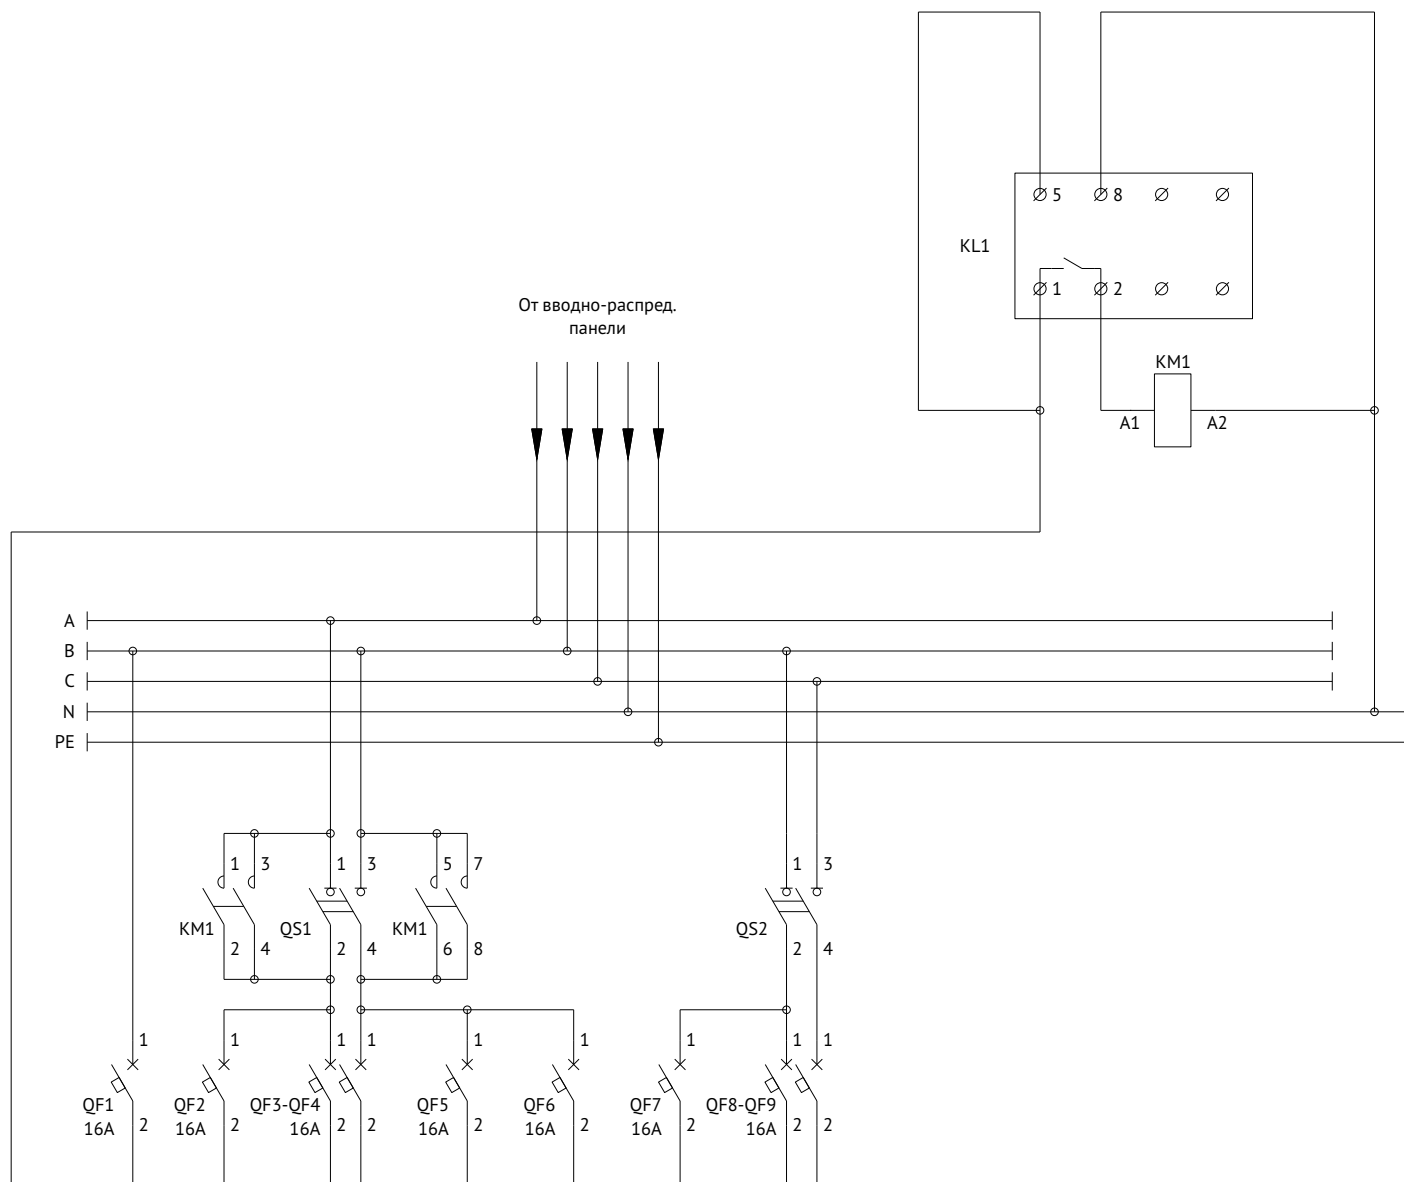 5 8
KL1
1 2
От вводно-распред.
панели
KM1
A1 A2
A
B
C
N
PE
1 3 1 3 5 7 1 3
KM1 QS1 KM1 QS2
2 4 2 4 6 8 2 4
1 1 1 1 1 1 1 1 1
QF1 QF2 QF3-QF4 QF5 QF6 QF7 QF8-QF9
16A 2 16A 2 16A 2 2 16A 2 16A 2 16A 2 16A 2 2